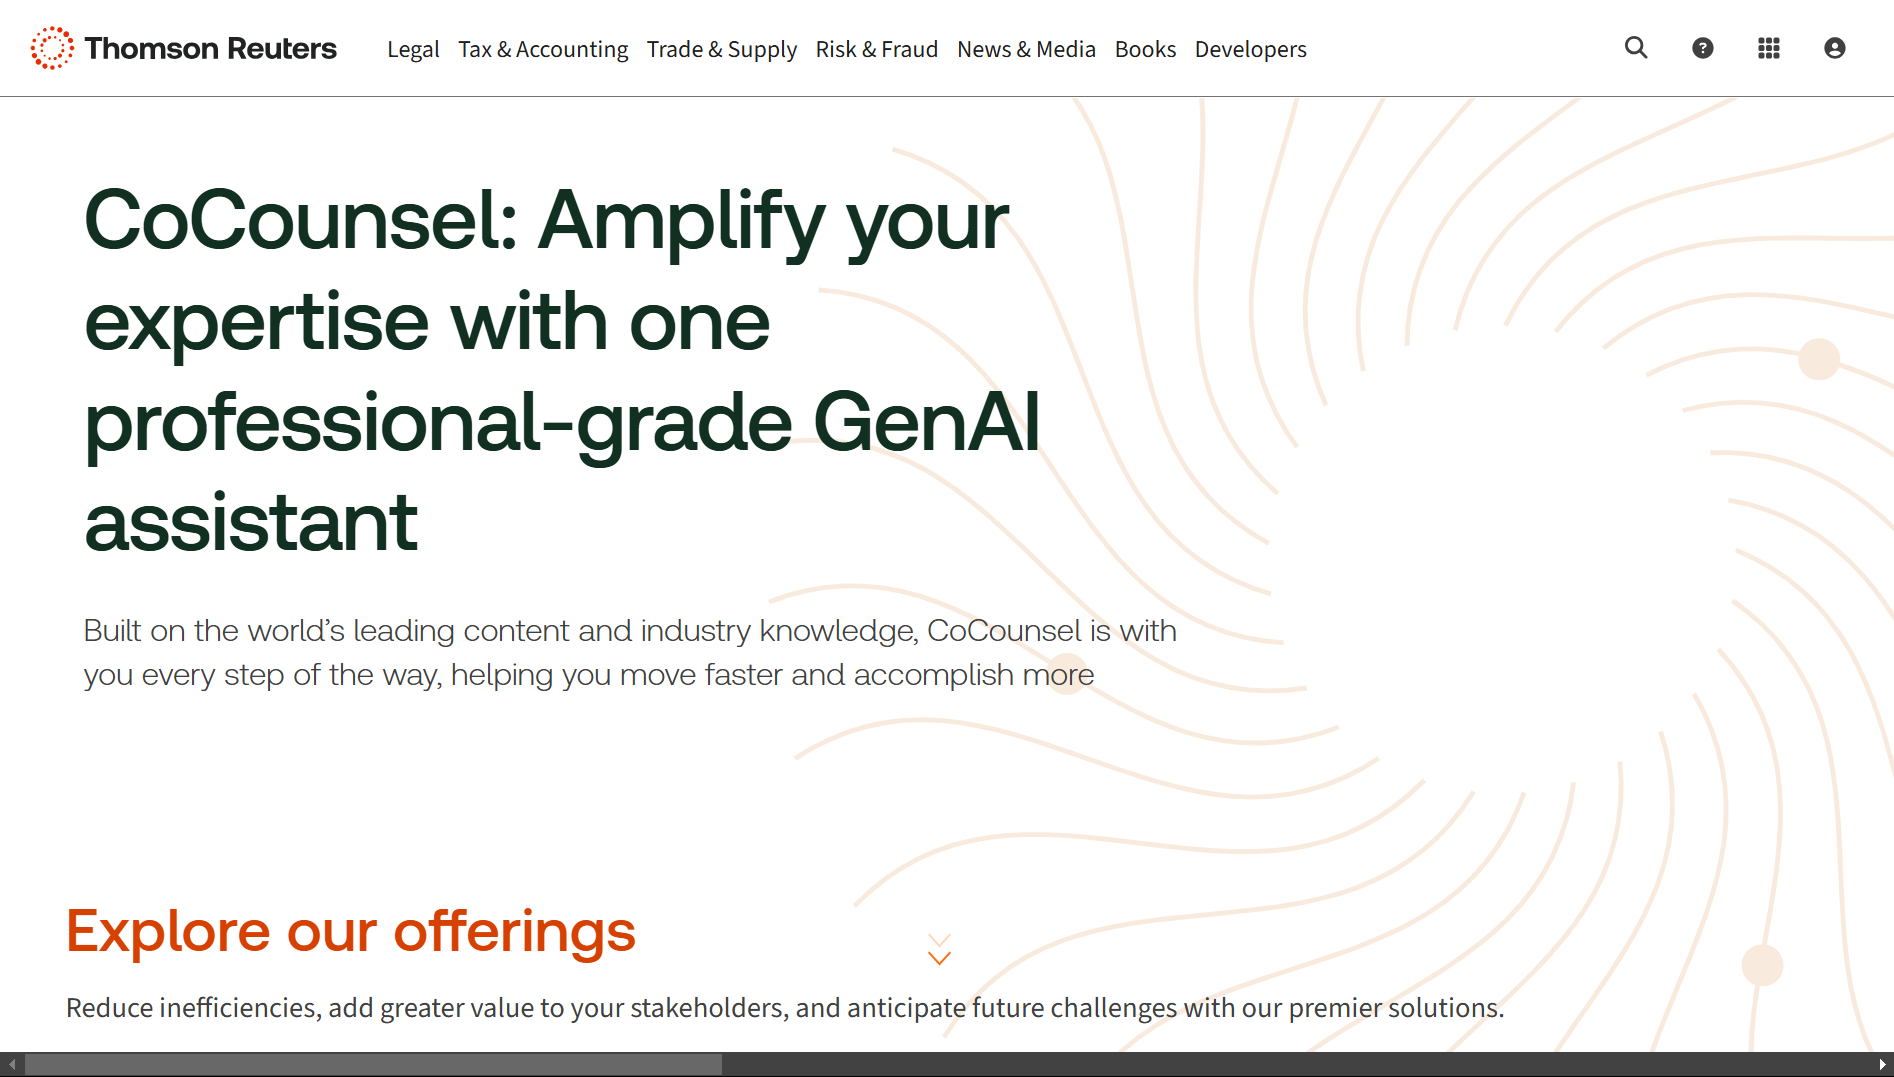 Thomson Reuters
Legal Tax & Accounting Trade & Supply Risk & Fraud News & Media Books Developers
CoCounsel: Amplify your
expertise with one
professional-grade GenAI
assistant
Built on the world’s leading content and industry knowledge, CoCounsel is with
you every step of the way, helping you move faster and accomplish more
Explore our offerings
Reduce inefficiencies, add greater value to your stakeholders, and anticipate future challenges with our premier solutions.